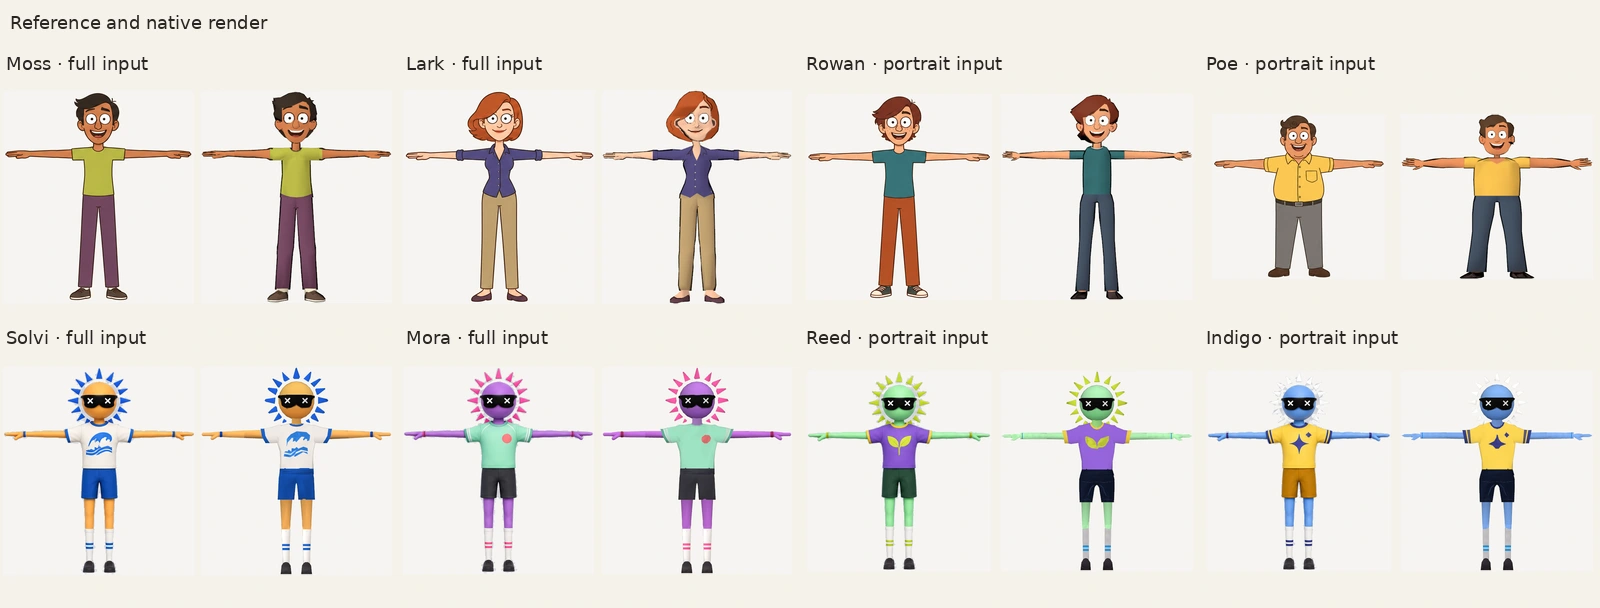 Reference and native render
Moss · full input
Lark · full input
Rowan · portrait input
Poe · portrait input
Solvi · full input
Mora · full input
Reed · portrait input
Indigo · portrait input